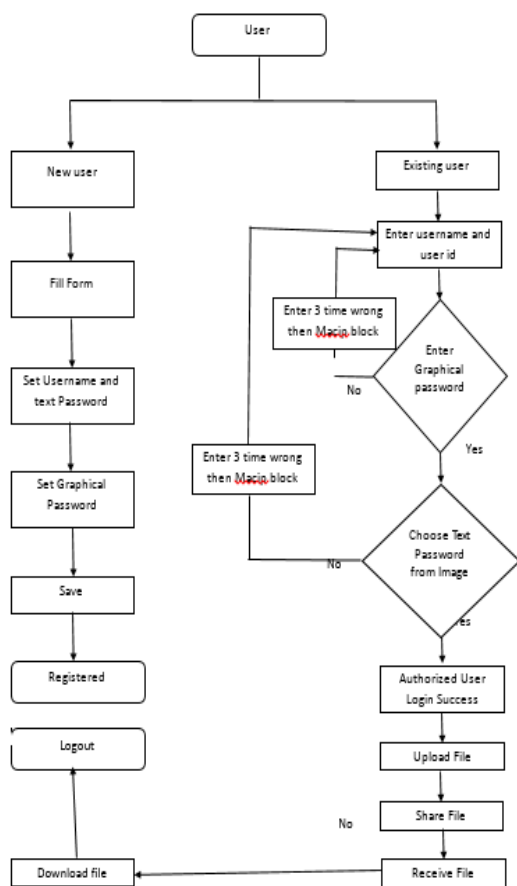 User
New user
Existing user
Fill Form
Enter username and
user id
Enter 3 time wrong
then Macip block
Enter
Graphical
password
No
Yes
Set Username and
text Password
Set Graphical
Password
Enter 3 time wrong
then Macip block
Choose Text
Password
from Image
No
Yes
Save
Registered
Authorized User
Login Success
Logout
Upload File
Share File
No
Download file
Receive File